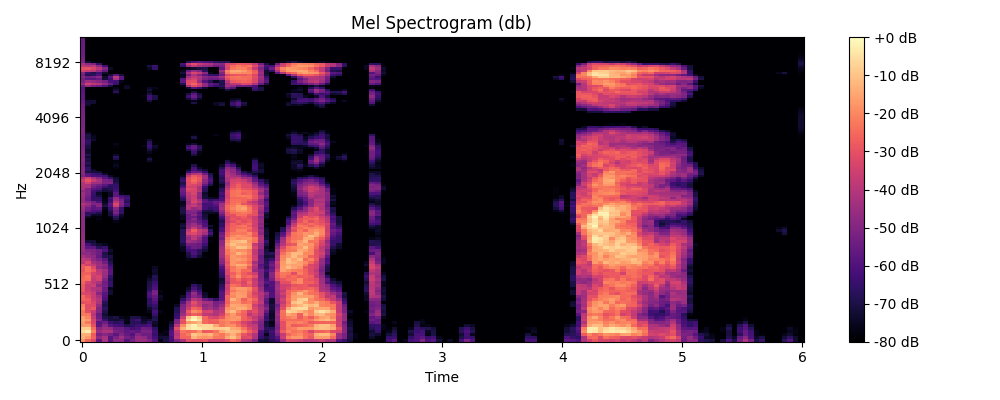 Mel Spectrogram (db)
8192
4096
2048
1024
512
0
Hz
0 1 2 3 4 5 6
Time
+0 dB
-10 dB
-20 dB
-30 dB
-40 dB
-50 dB
-60 dB
-70 dB
-80 dB